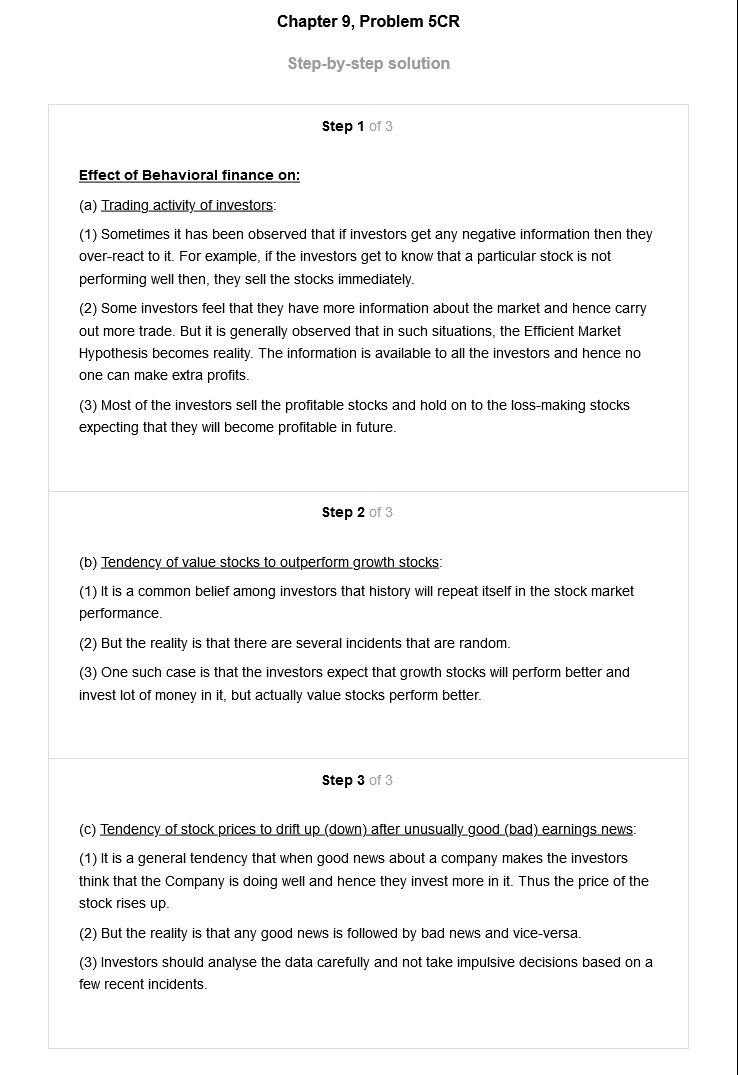 Chapter 9, Problem 5CR
Step-by-step solution
Step 1 of 3
Effect of Behavioral finance on:
(a) Trading activity of investors:
(1) Sometimes it has been observed that if investors get any negative information then they
over-react to it. For example, if the investors get to know that a particular stock is not
performing well then, they sell the stocks immediately.
(2) Some investors feel that they have more information about the market and hence carry
out more trade. But it is generally observed that in such situations, the Efficient Market
Hypothesis becomes reality. The information is available to all the investors and hence no
one can make extra profits.
(3) Most of the investors sell the profitable stocks and hold on to the loss-making stocks
expecting that they will become profitable in future.
Step 2 of 3
(b) Tendency of value stocks to outperform growth stocks:
(1) It is a common belief among investors that history will repeat itself in the stock market
performance.
(2) But the reality is that there are several incidents that are random.
(3) One such case is that the investors expect that growth stocks will perform better and
invest lot of money in it, but actually value stocks perform better.
Step 3 of 3
(c) Tendency of stock prices to drift up (down) after unusually good (bad) earnings news:
(1) It is a general tendency that when good news about a company makes the investors
think that the Company is doing well and hence they invest more in it. Thus the price of the
stock rises up.
(2) But the reality is that any good news is followed by bad news and vice-versa.
(3) Investors should analyse the data carefully and not take impulsive decisions based on a
few recent incidents.